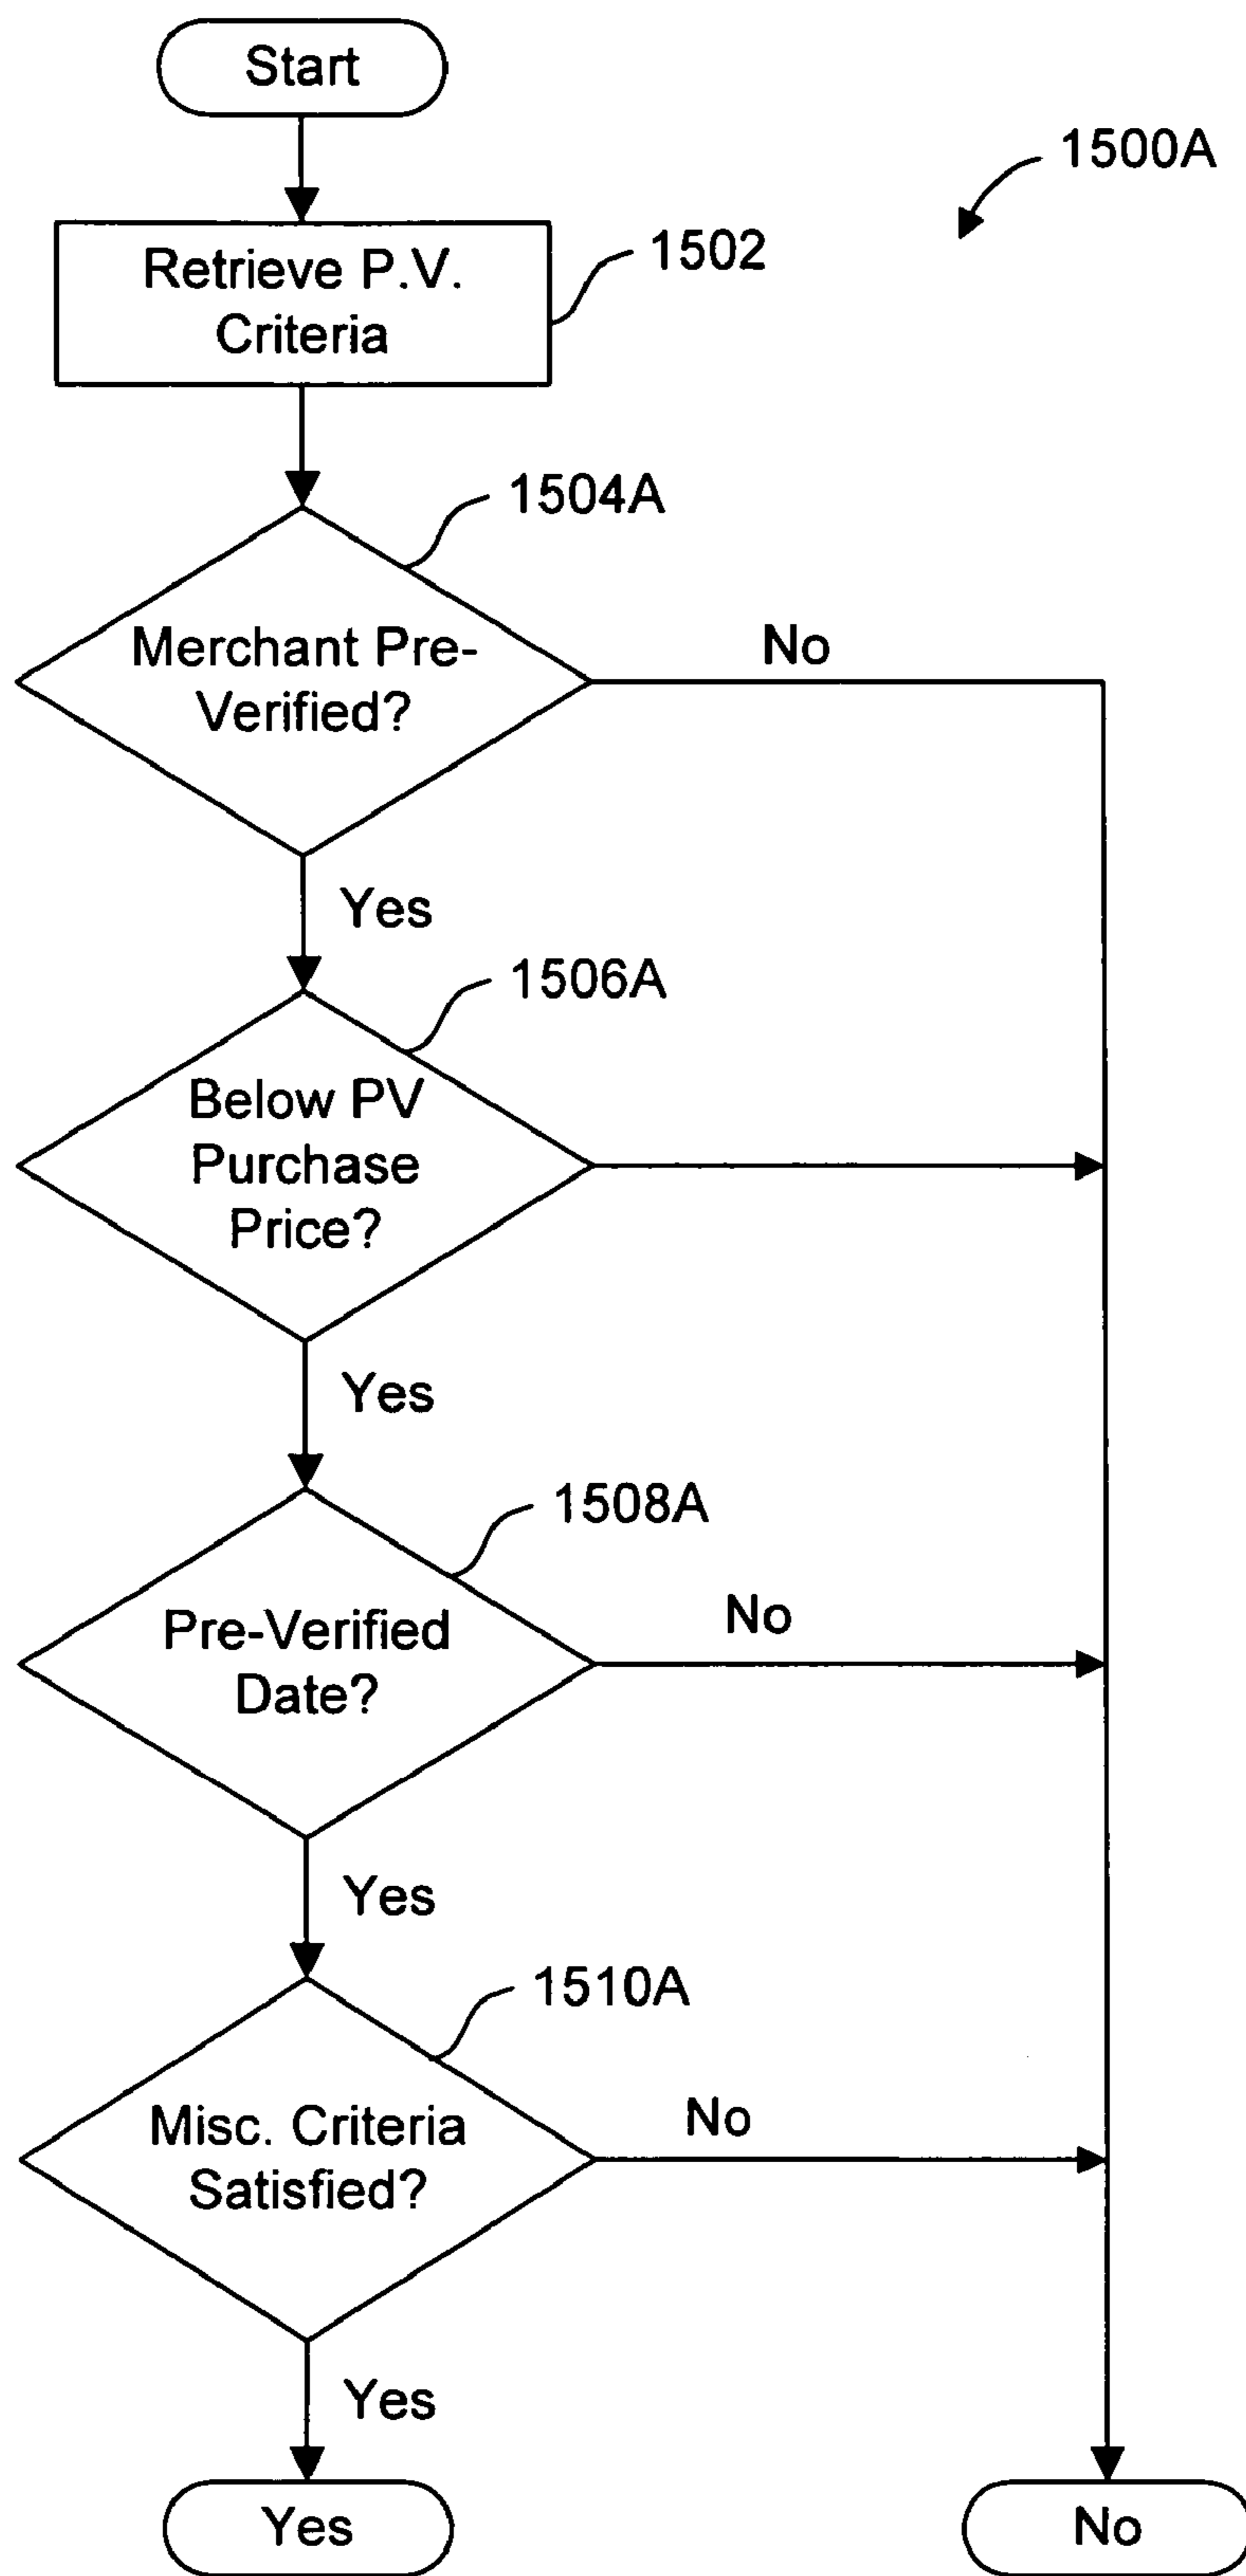 Start
1500A
Retrieve P.V.
Criteria
1502
1504A
Merchant Pre-
Verified?
No
Yes
1506A
Below PV
Purchase
Price?
Yes
1508A
Pre-Verified
Date?
No
Yes
1510A
Misc. Criteria
Satisfied?
No
Yes
Yes
No